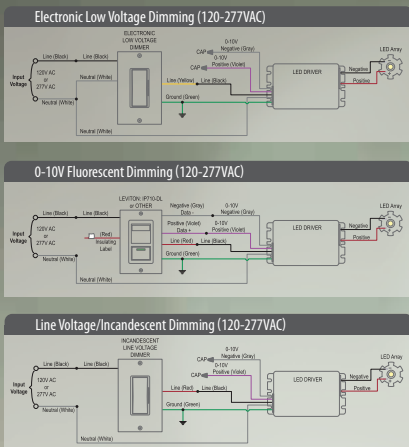 Electronic Low Voltage Dimming (120-277VAC)
ELECTRONIC
LOW VOLTAGE
DIMMER
Line (Black)
Line (Black)
Input
Voltage
120V AC
or
277V AC
Neutral (White)
Neutral (White)
Neutral (White)
0-10V
CAP
Negative (Gray)
0-10V
CAP
Positive (Violet)
Line (Yellow)
Line (Black)
Ground (Green)
LED DRIVER
Negative
Positive
LED Array
0-10V Fluorescent Dimming (120-277VAC)
LEVITON: IP710-DL
or OTHER
Line (Black)
Line (Black)
Input
Voltage
120V AC
or
277V AC
(Red)
Insulating
Label
Neutral (White)
Neutral (White)
Negative (Gray)
Data -
0-10V
Negative (Gray)
Positive (Violet)
Data +
0-10V
Positive (Violet)
Line (Red)
Line (Black)
Ground (Green)
LED DRIVER
Negative
Positive
LED Array
Line Voltage/Incandescent Dimming (120-277VAC)
INCANDESCENT
LINE VOLTAGE
DIMMER
Line (Black)
Line (Black)
Input
Voltage
120V AC
or
277V AC
Neutral (White)
Neutral (White)
0-10V
CAP
Negative (Grey)
0-10V
CAP
Positive (Violet)
Line (Red)
Line (Black)
Ground (Green)
LED DRIVER
Negative
Positive
LED Array